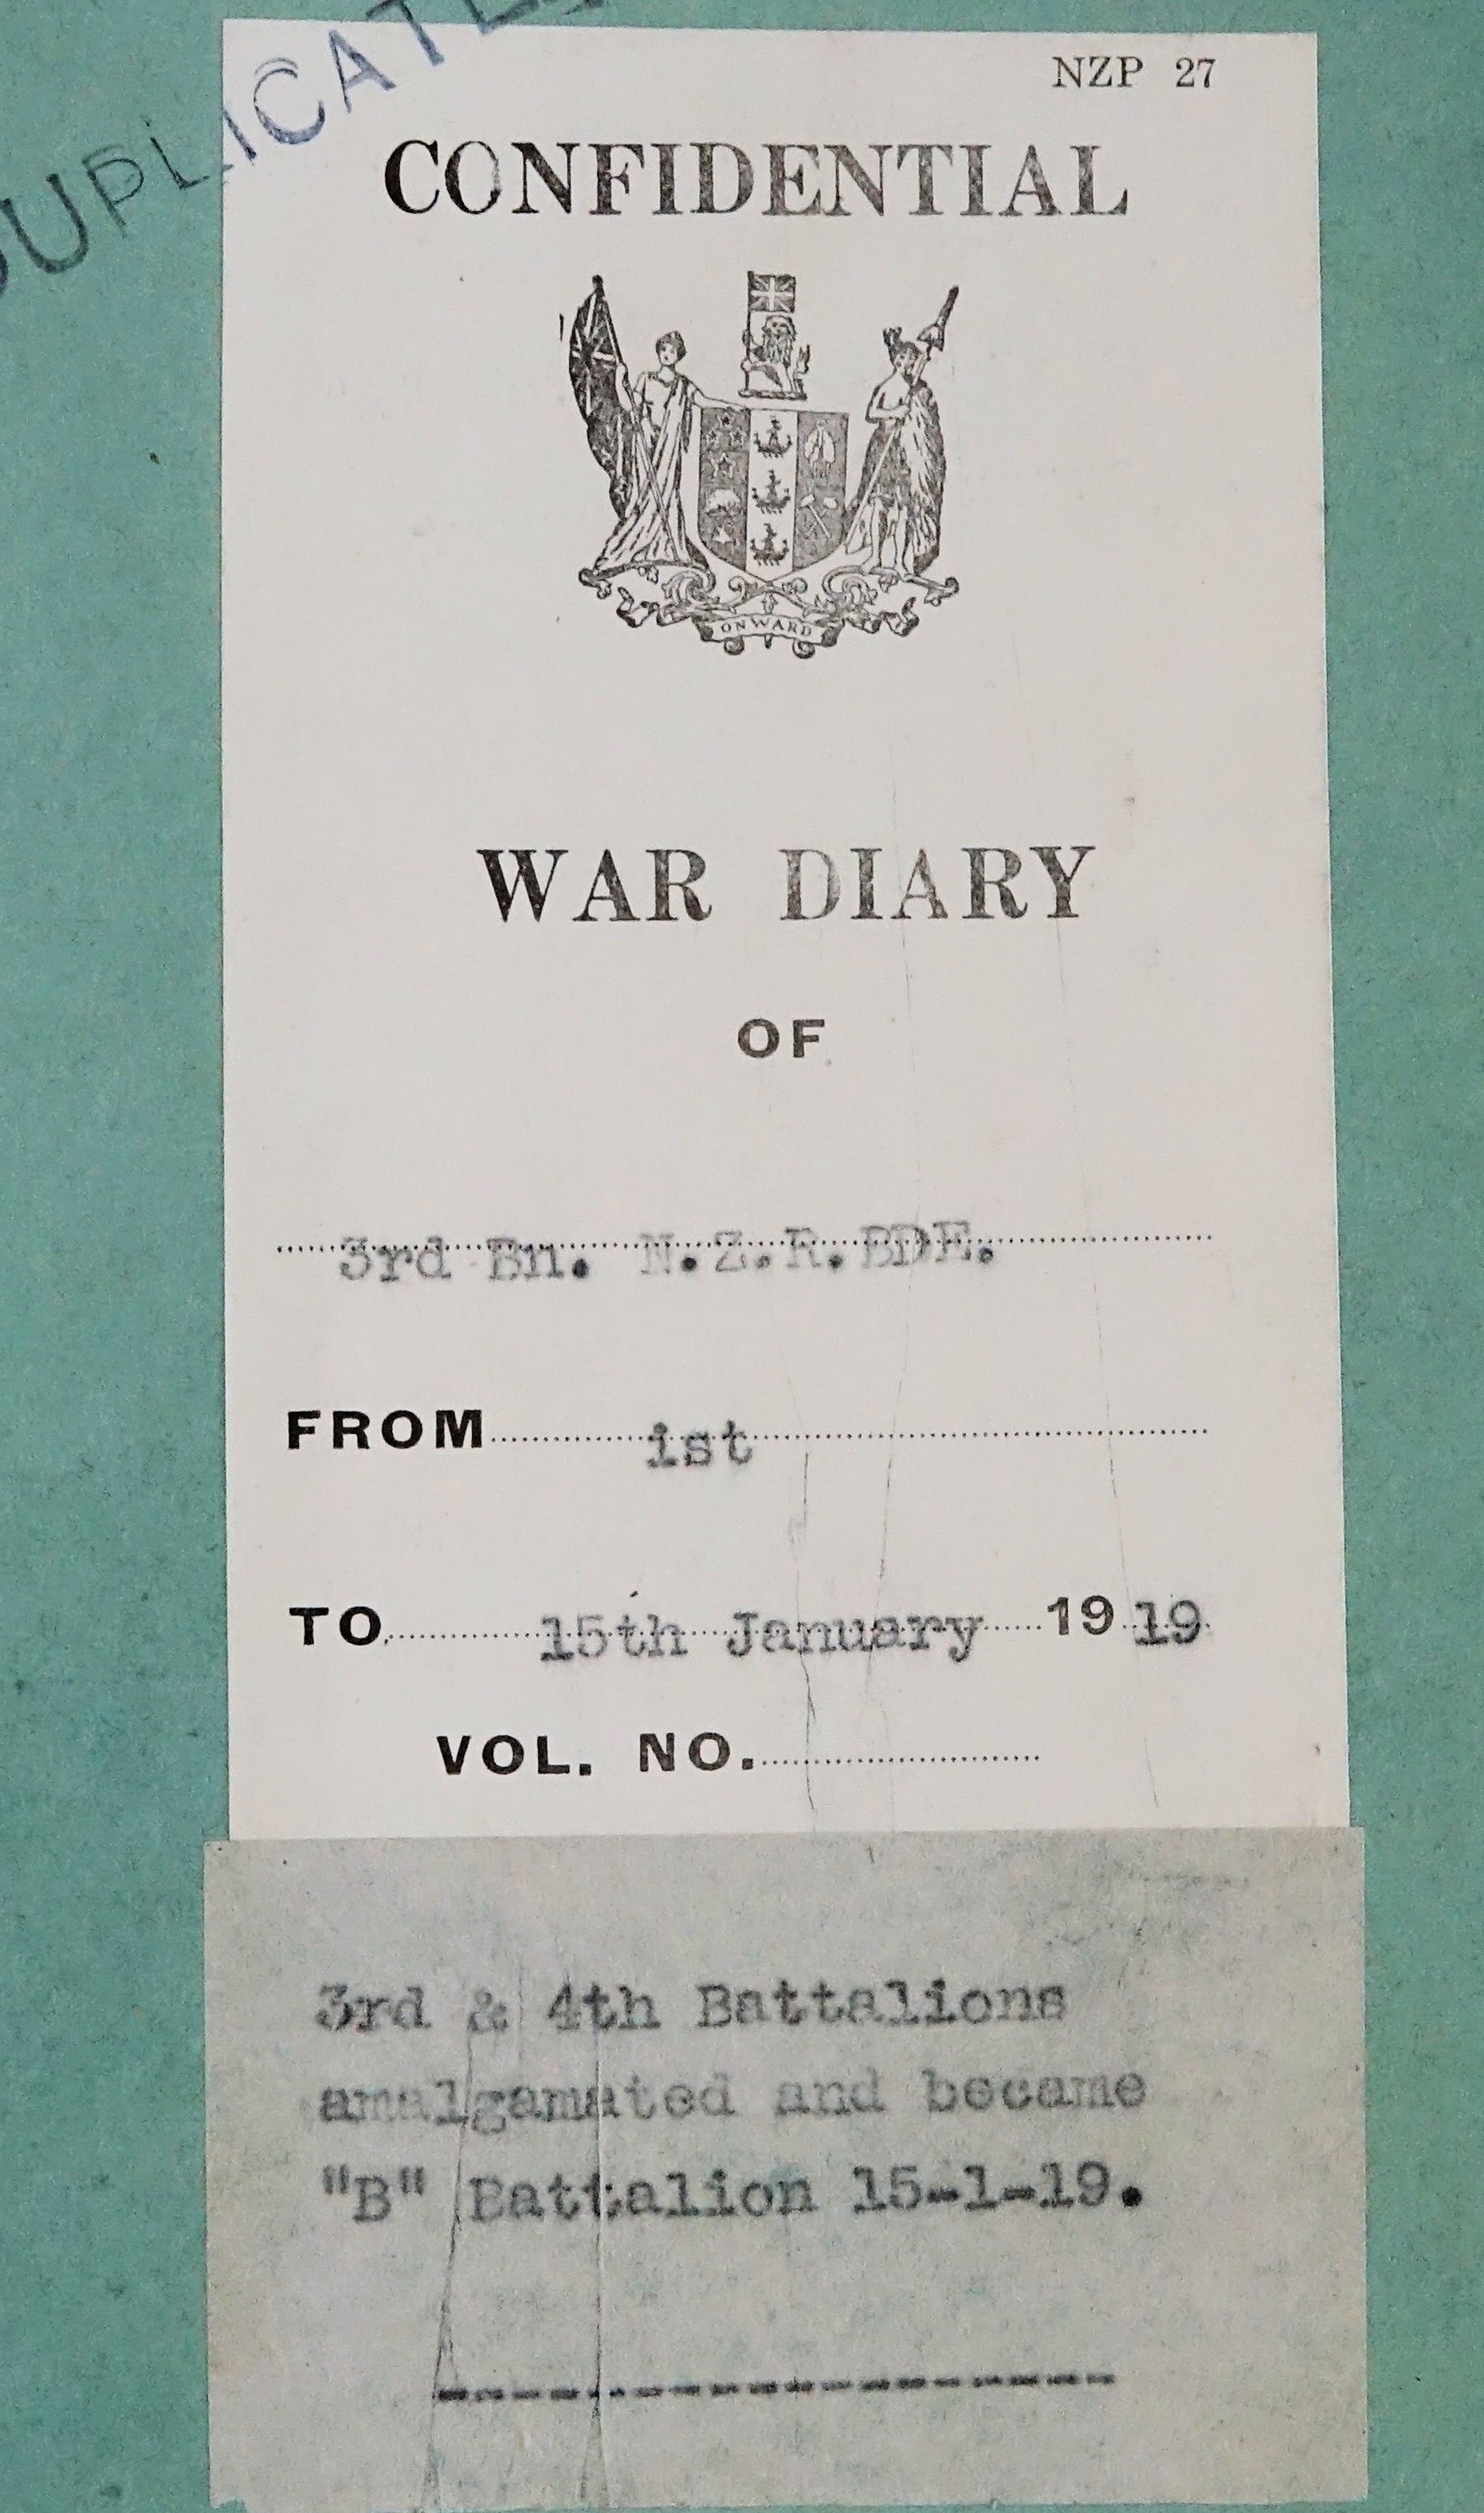 DUPLICATE
NZP 27
CONFIDENTIAL
ONWARD
WAR DIARY
OF
3rd Bn. N.Z.R.BDE.
FROM 1st
TO 15th January 1919
VOL. NO.
3rd & 4th Battalions
amalgamated and became
"B" Battalion 15-1-19.